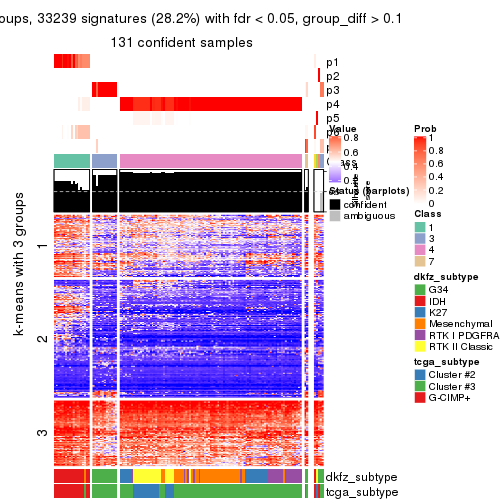 oups, 33239 signatures (28.2%) with fdr < 0.05, group_diff > 0.1
131 confident samples
p1
p2
p3
p4
p5
k-means with 3 groups
1
2
3
dkfz_subtype
tcga_subtype
Value
0.8
0.6
0.4
0.2
0
Status (barplots)
confident
ambiguous
Prob
1
0.8
0.6
0.4
0.2
0
Class
1
3
4
7
dkfz_subtype
G34
IDH
K27
Mesenchymal
RTK I PDGFRA
RTK II Classic
tcga_subtype
Cluster #2
Cluster #3
G-CIMP+